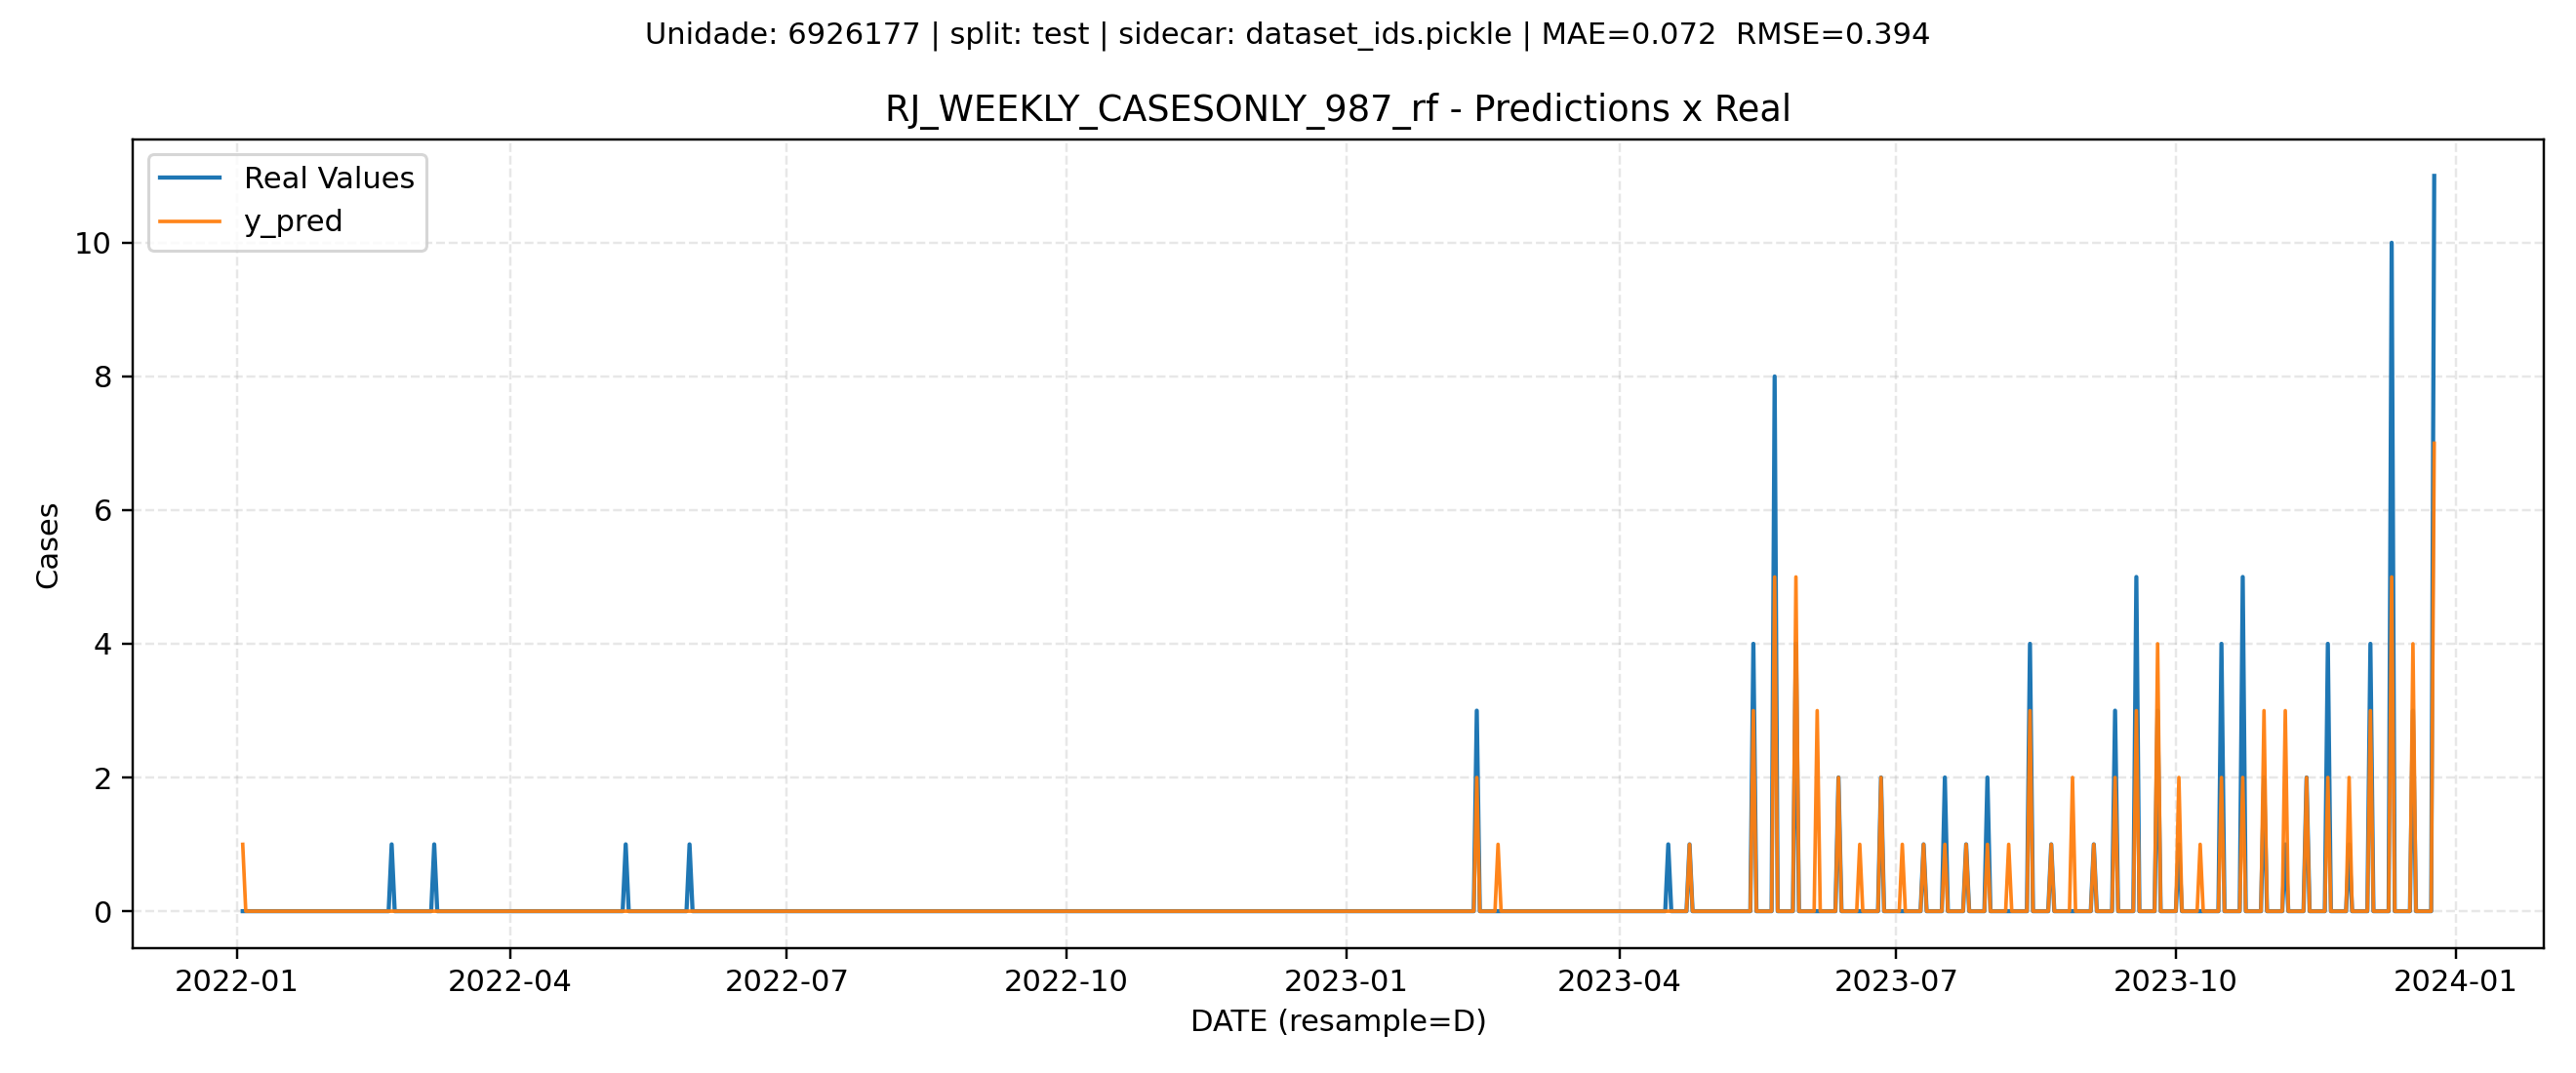 Unidade: 6926177 | split: test | sidecar: dataset_ids.pickle | MAE=0.072  RMSE=0.394
RJ_WEEKLY_CASESONLY_987_rf - Predictions x Real
Real Values
y_pred
Cases
10
8
6
4
2
0
2022-01
2022-04
2022-07
2022-10
2023-01
2023-04
2023-07
2023-10
2024-01
DATE (resample=D)